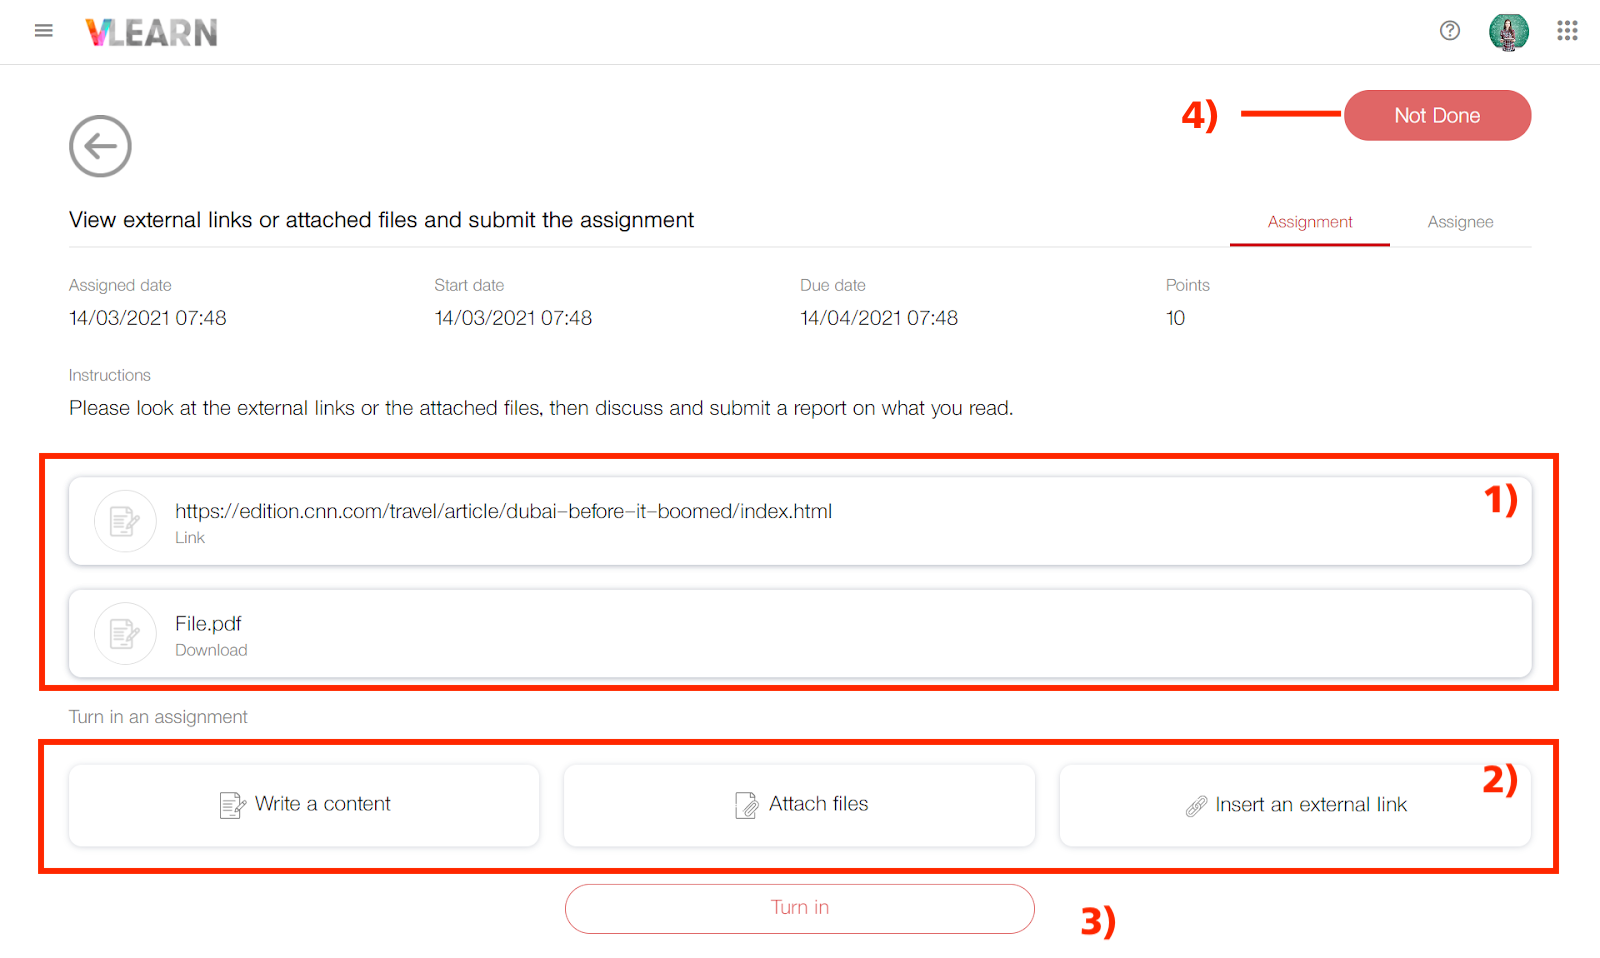 VLEARN
4) Not Done
View external links or attached files and submit the assignment
Assignment Assignee
Assigned date Start date Due date Points
14/03/2021 07:48 14/03/2021 07:48 14/04/2021 07:48 10
Instructions
Please look at the external links or the attached files, then discuss and submit a report on what you read.
1)
https://edition.cnn.com/travel/article/dubai-before-it-boomed/index.html
Link
File.pdf
Download
Turn in an assignment
2)
Write a content Attach files Insert an external link
Turn in
3)